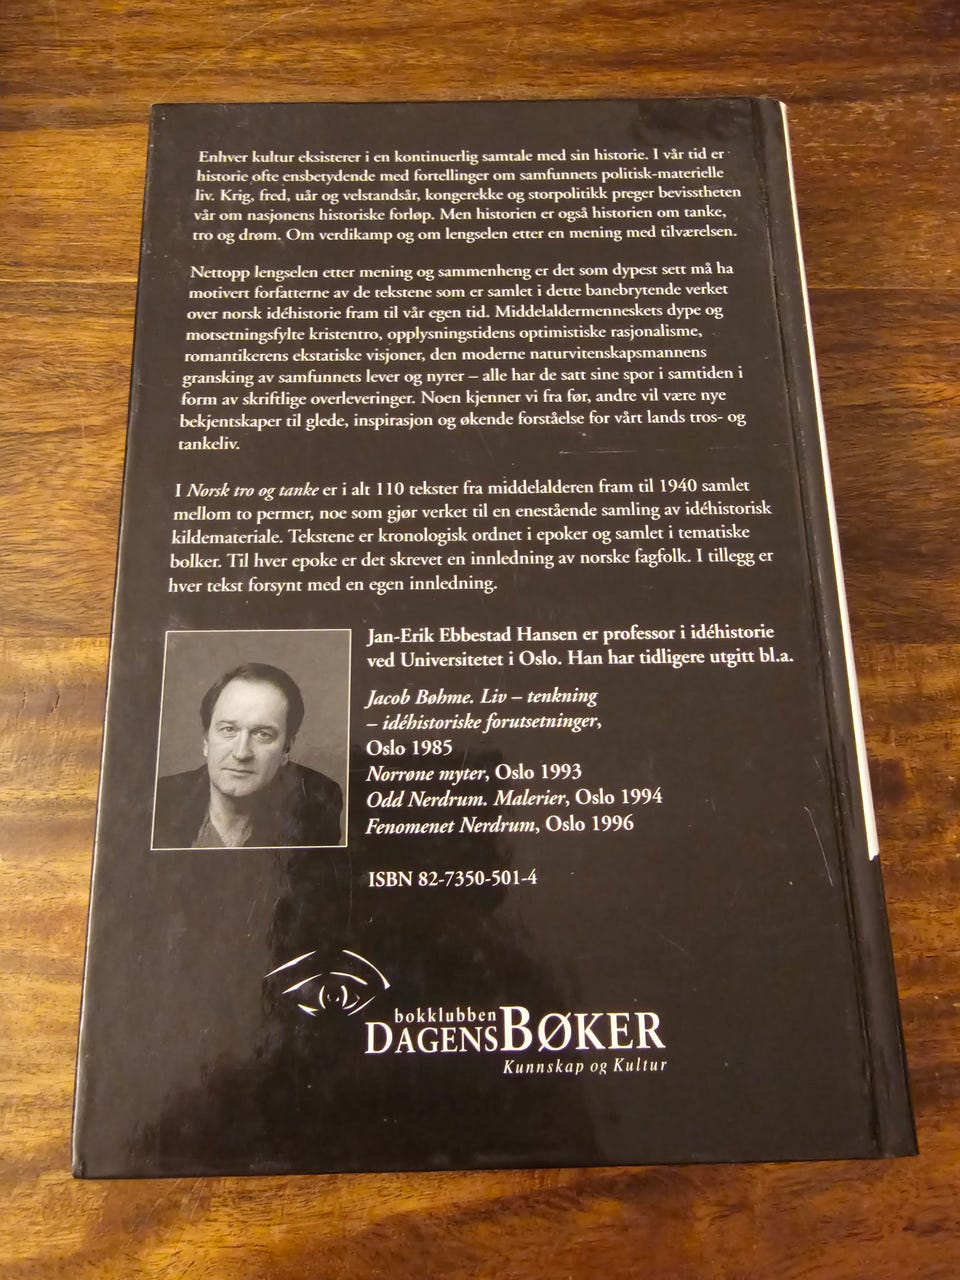 Enhver kultur eksisterer i en kontinuerlig samtale med sin historie. I vår tid er
historie ofte ensbetydende med fortellinger om samfunnets politisk-materielle
liv. Krig, fred, uår og velstandsår, kongerekke og storpolitikk preger bevisstheten
vår om nasjonens historiske forløp. Men historien er også historien om tanke,
tro og drøm. Om verdikamp og om lengselen etter en mening med tilværelsen.
Nettopp lengselen etter mening og sammenheng er det som dypest sett må ha
motivert forfatterne av de tekstene som er samlet i dette banebrytende verket
over norsk idéhistorie fram til vår egen tid. Middelaldermenneskets dype og
motsetningsfylte kristentro, opplysningstidens optimistiske rasjonalisme,
romantikerens ekstatiske visjoner, den moderne naturvitenskapsmannens
gransking av samfunnets lever og nyrer – alle har de satt sine spor i samtiden i
form av skriftlige overleveringer. Noen kjenner vi fra før, andre vil være nye
bekjentskaper til glede, inspirasjon og økende forståelse for vårt lands tros- og
tankeliv.
I Norsk tro og tanke er i alt 110 tekster fra middelalderen fram til 1940 samlet
mellom to permer, noe som gjør verket til en enestående samling av idéhistorisk
kildemateriale. Tekstene er kronologisk ordnet i epoker og samlet i tematiske
bolker. Til hver epoke er det skrevet en innledning av norske fagfolk. I tillegg er
hver tekst forsynt med en egen innledning.
Jan-Erik Ebbestad Hansen er professor i idéhistorie
ved Universitetet i Oslo. Han har tidligere utgitt bl.a.
Jacob Bøhme. Liv – tenkning
– idéhistoriske forutsetninger,
Oslo 1985
Norrøne myter, Oslo 1993
Odd Nerdrum. Malerier, Oslo 1994
Fenomenet Nerdrum, Oslo 1996
ISBN 82-7350-501-4
bokklubben
DAGENS BØKER
Kunnskap og Kultur